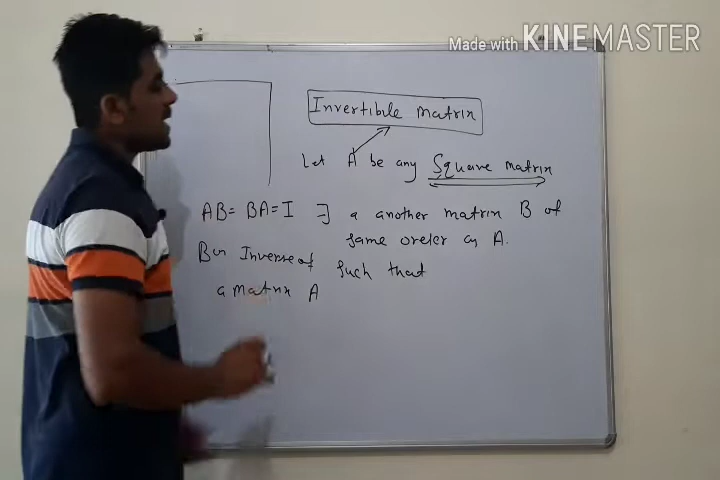 Made with KINEMASTER
Invertible matrix
Let A be any Square matrix
AB = BA = I ∃ a another matrix B of
same order as A.
B is Inverse of such that
a matrix A